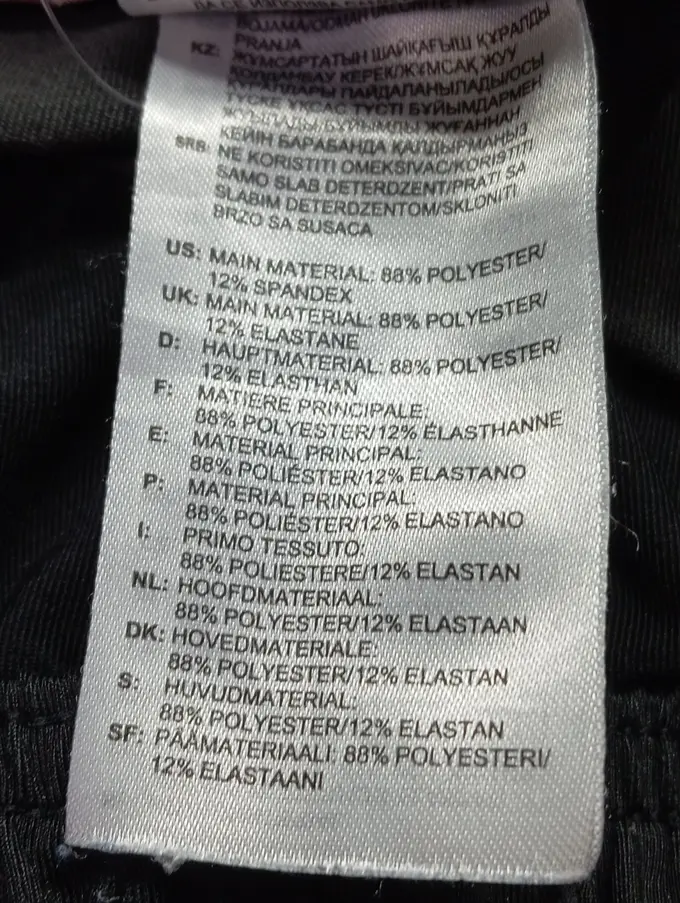 PRANJA
KZ: ЖҰМСАРТАТЫН ШАЙҚАҒЫШ ҚҰРАЛДЫ
ҚОЛДАНБАУ КЕРЕК/ЖҰМСАҚ ЖУУ
ҚҰРАЛДАРЫ ПАЙДАЛАНЫЛАДЫ/ОСЫ
ТҮСКЕ ҰҚСАС ТҮСТІ БҰЙЫМДАРМЕН
ЖУЫЛАДЫ/БҰЙЫМДЫ ЖУҒАННАН
КЕЙІН БАРАБАНДА ҚАЛДЫРМАҢЫЗ
SRB: NE KORISTITI OMEKSIVAC/KORISTITI
SAMO SLAB DETERDZENT/PRATI SA
SLABIM DETERDZENTOM/SKLONITI
BRZO SA SUSACA
US: MAIN MATERIAL: 88% POLYESTER/
12% SPANDEX
UK: MAIN MATERIAL: 88% POLYESTER/
12% ELASTANE
D: HAUPTMATERIAL: 88% POLYESTER/
12% ELASTHAN
F: MATIERE PRINCIPALE:
88% POLYESTER/12% ÉLASTHANNE
E: MATERIAL PRINCIPAL:
88% POLIÉSTER/12% ELASTANO
P: MATERIAL PRINCIPAL:
88% POLIÉSTER/12% ELASTANO
I: PRIMO TESSUTO:
88% POLIESTERE/12% ELASTAN
NL: HOOFDMATERIAAL:
88% POLYESTER/12% ELASTAAN
DK: HOVEDMATERIALE:
88% POLYESTER/12% ELASTAN
S: HUVUDMATERIAL:
88% POLYESTER/12% ELASTAN
SF: PÄÄMATERIAALI: 88% POLYESTERI/
12% ELASTAANI